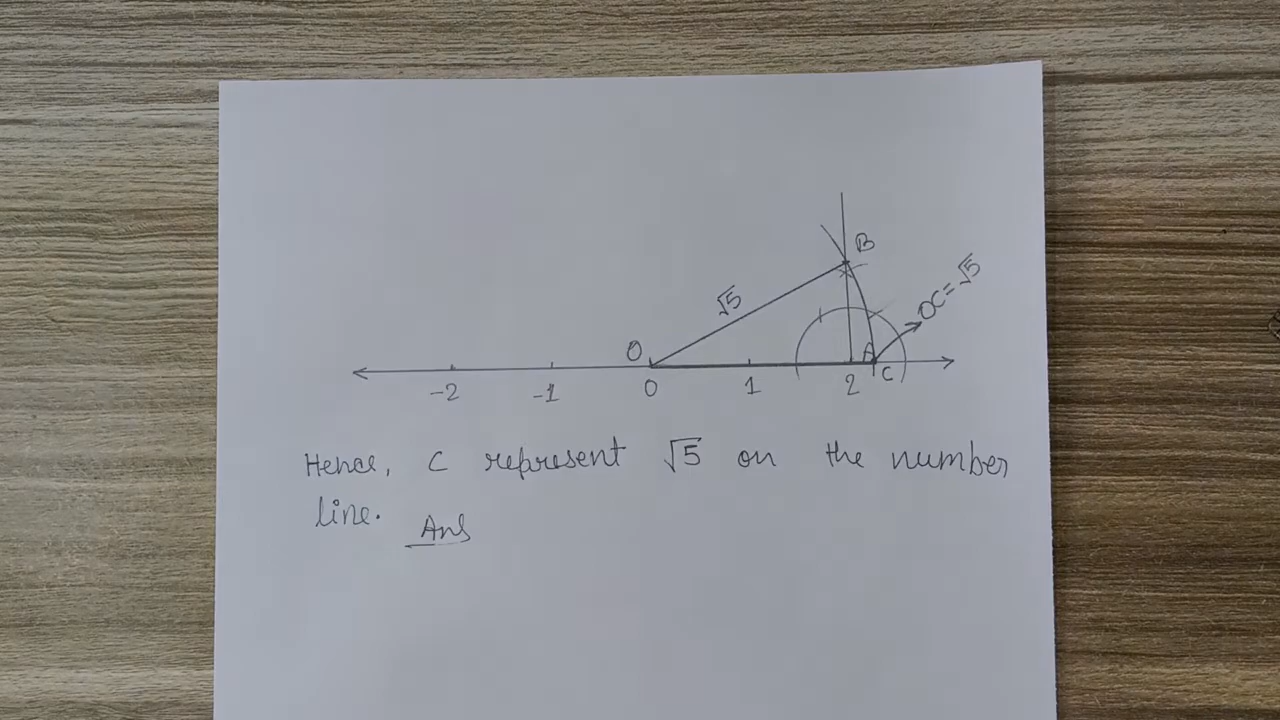 B
√5
OC = √5
O
A
C
-2 -1 0 1 2
Hence, C represent √5 on the number
line. Ans